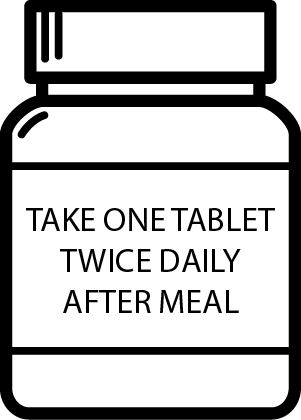 TAKE ONE TABLET
TWICE DAILY
AFTER MEAL